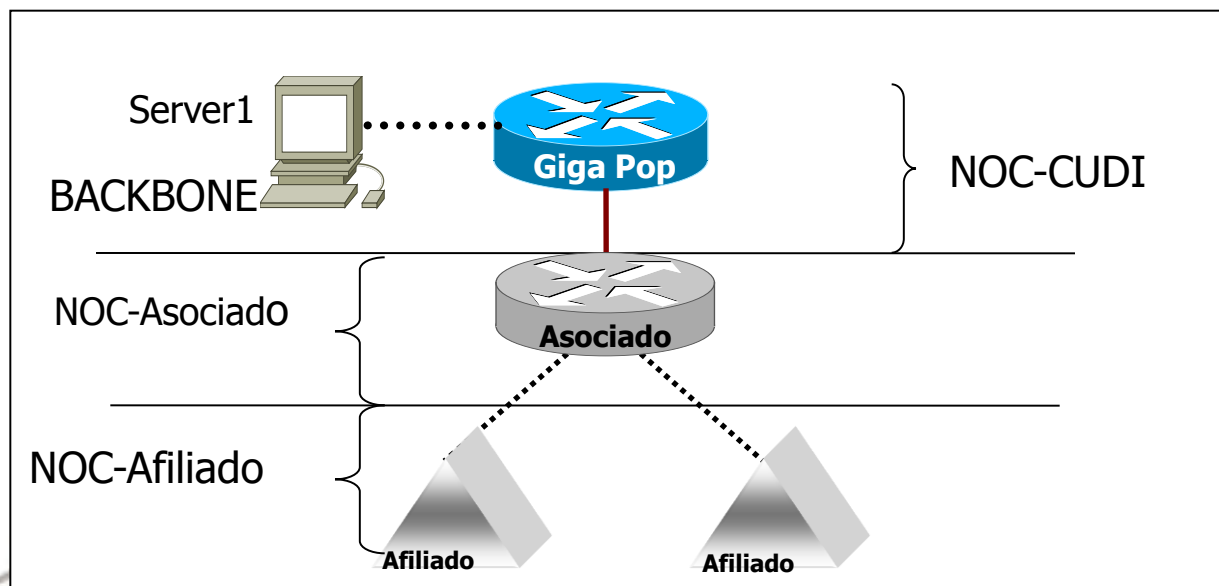 Server1
Giga Pop
NOC-CUDI
BACKBONE
NOC-Asociado
Asociado
NOC-Afiliado
Afiliado
Afiliado